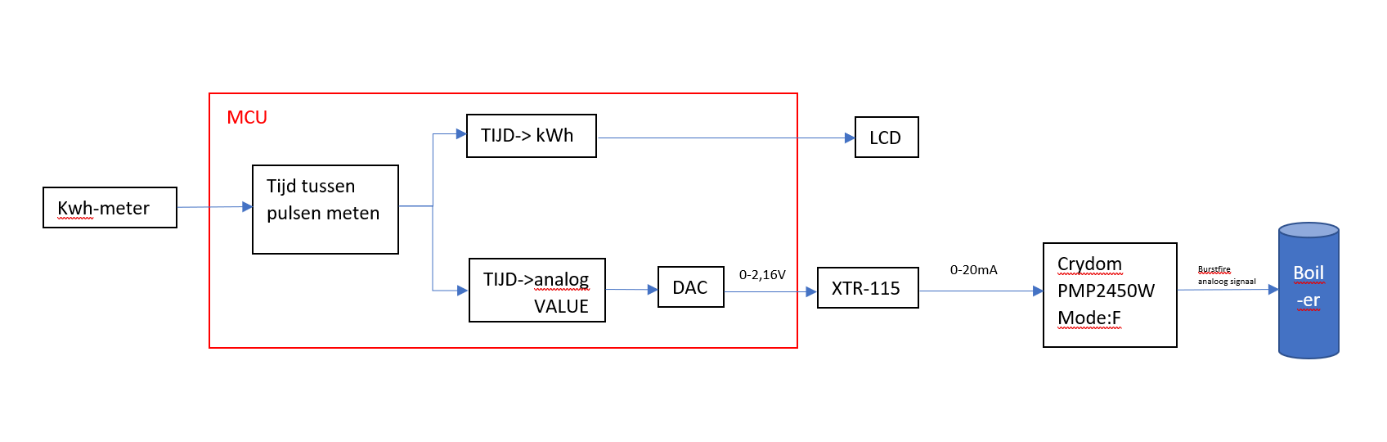 MCU
TIJD-> kWh
LCD
Tijd tussen
pulsen meten
Kwh-meter
TIJD->analog
VALUE
DAC
0-2,16V
XTR-115
0-20mA
Crydom
PMP2450W
Mode:F
Burstfire
analoog signaal
Boil
-er